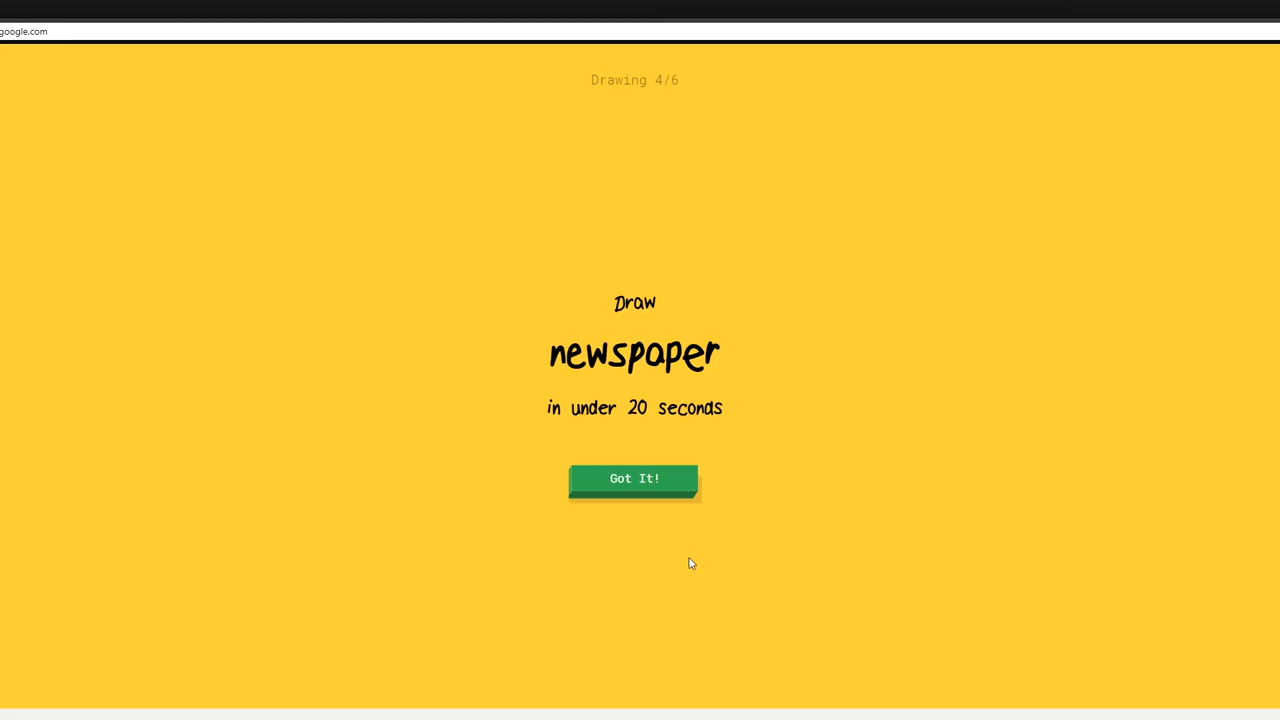 google.com
Drawing 4/6
Draw
newspaper
in under 20 seconds
Got It!